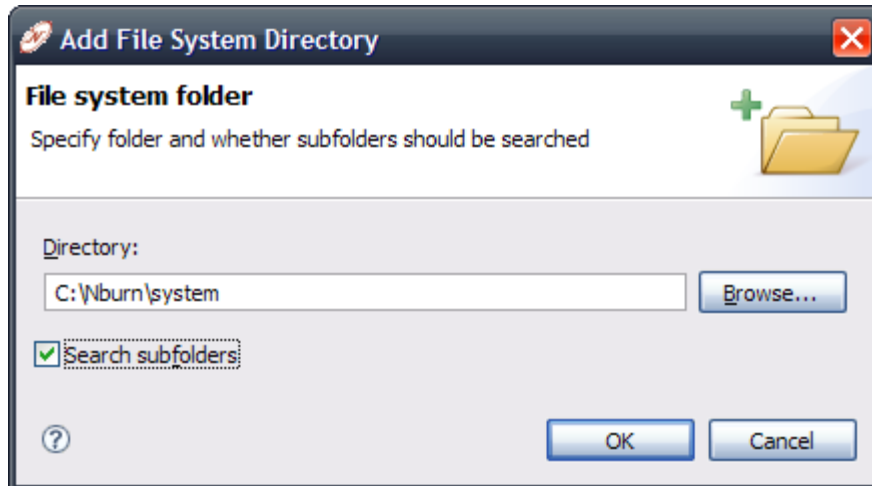 Add File System Directory
File system folder
Specify folder and whether subfolders should be searched
Directory:
C:\Nburn\system
Browse...
Search subfolders
?
OK
Cancel